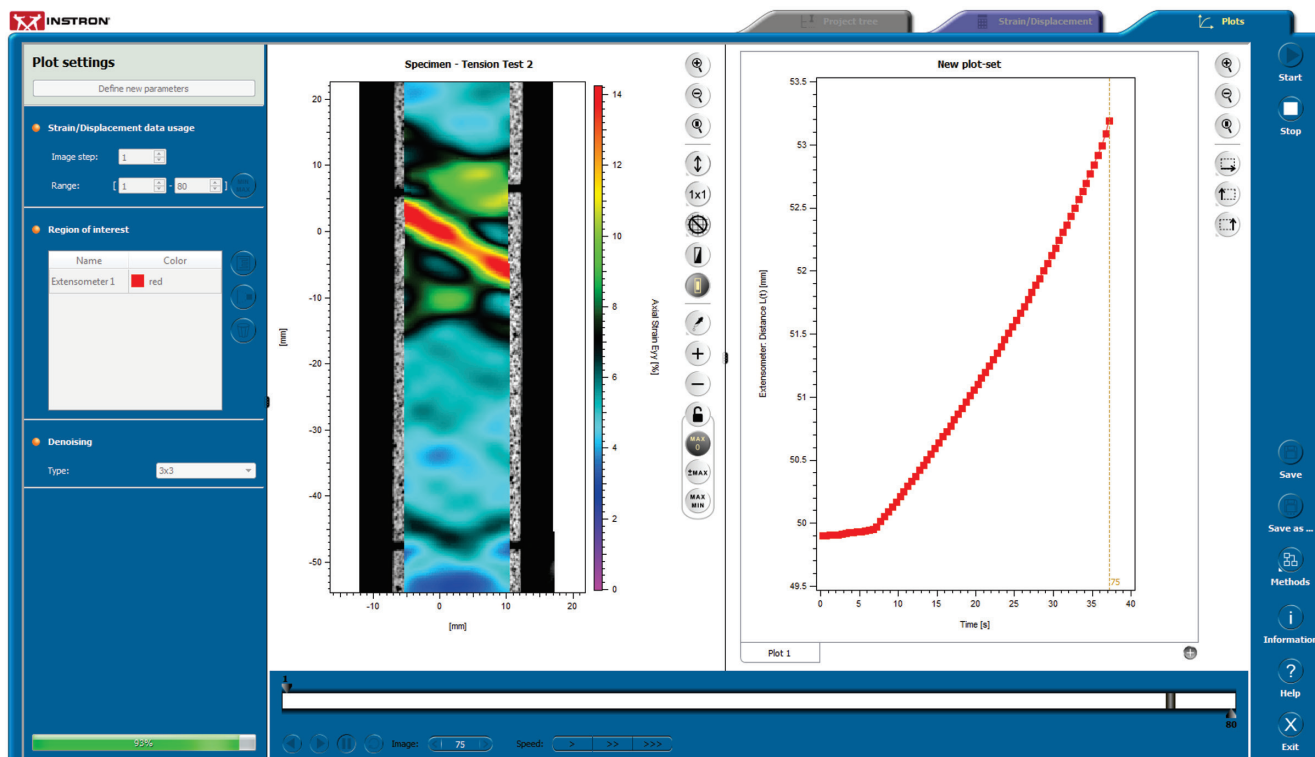 INSTRON®
Project tree
Strain/Displacement
Plots
Plot settings
Define new parameters
Strain/Displacement data usage
Image step: 1
Range: [ 1 - 80 ]
Region of interest
Name Color
Extensometer 1 red
Denoising
Type: 3x3
93%
Specimen - Tension Test 2
20
10
0
-10
-20
-30
-40
-50
[mm]
-10 0 10 20
[mm]
14
12
10
8
6
4
2
0
Axial Strain Eyy [%]
1x1
MAX
0
±MAX
MAX
MIN
New plot-set
53.5
53
52.5
52
51.5
51
50.5
50
49.5
Extensometer: Distance L(t) [mm]
75
0 5 10 15 20 25 30 35 40
Time [s]
Plot 1
Start
Stop
Save
Save as ...
Methods
Information
Help
Exit
1
80
Image: 75 Speed: > >> >>>